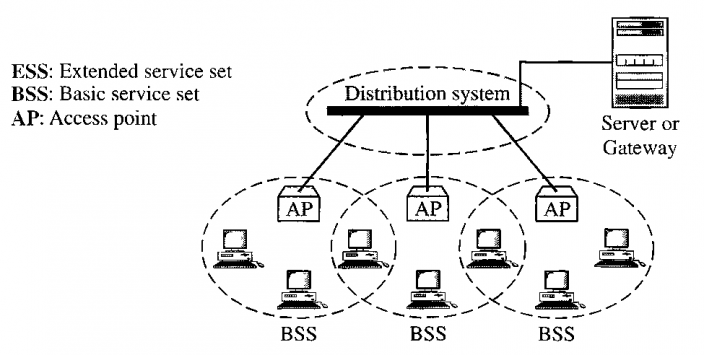 ESS: Extended service set
BSS: Basic service set
AP: Access point
Distribution system
Server or
Gateway
AP
AP
AP
BSS
BSS
BSS